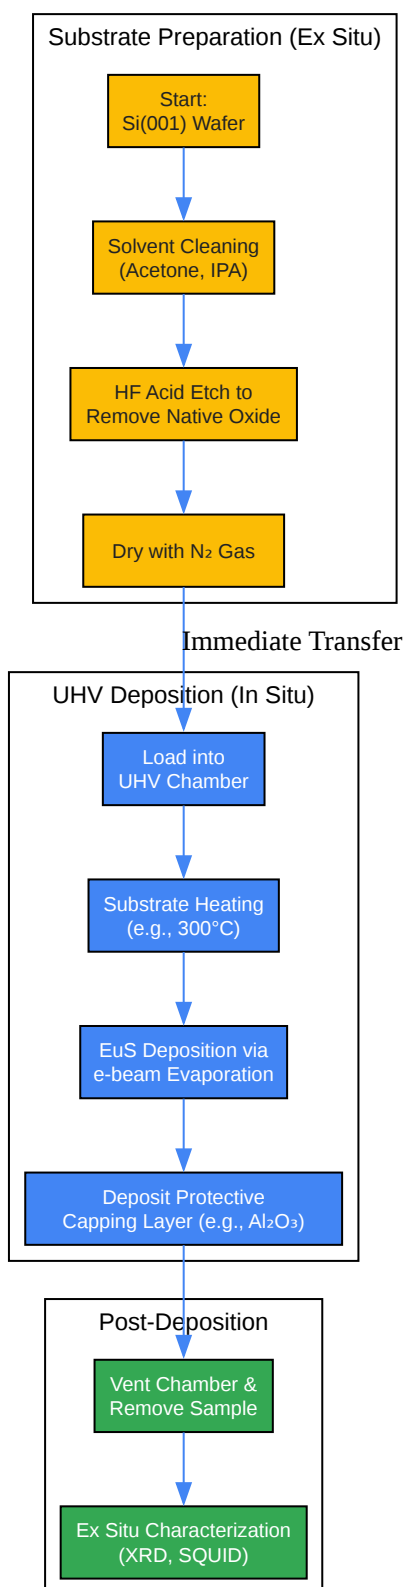 Substrate Preparation (Ex Situ)
Start:
Si(001) Wafer
Solvent Cleaning
(Acetone, IPA)
HF Acid Etch to
Remove Native Oxide
Dry with N₂ Gas
Immediate Transfer
UHV Deposition (In Situ)
Load into
UHV Chamber
Substrate Heating
(e.g., 300°C)
EuS Deposition via
e-beam Evaporation
Deposit Protective
Capping Layer (e.g., Al₂O₃)
Post-Deposition
Vent Chamber &
Remove Sample
Ex Situ Characterization
(XRD, SQUID)